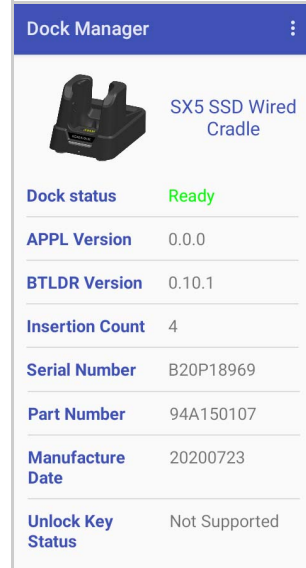 Dock Manager
SX5 SSD Wired
Cradle
Dock status Ready
APPL Version 0.0.0
BTLDR Version 0.10.1
Insertion Count 4
Serial Number B20P18969
Part Number 94A150107
Manufacture 20200723
Date
Unlock Key Not Supported
Status